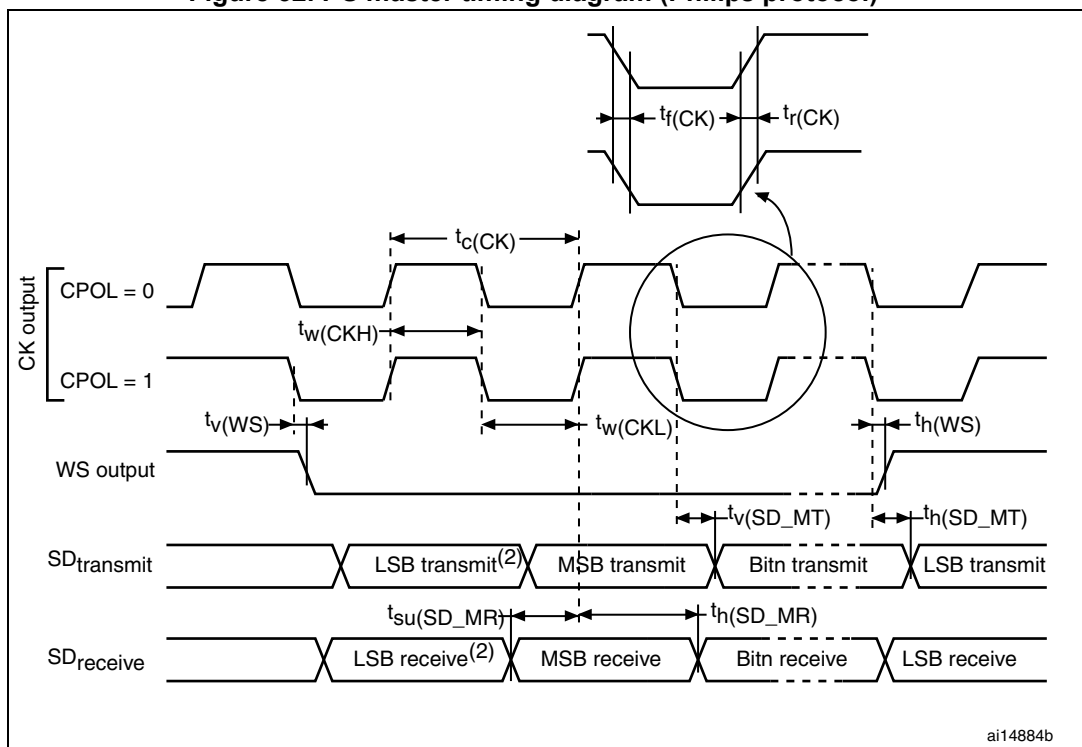 tf(CK) tr(CK)
tc(CK)
CK output
CPOL = 0
tw(CKH)
CPOL = 1
tv(WS) tw(CKL) th(WS)
WS output
tv(SD_MT) th(SD_MT)
SDtransmit LSB transmit(2) MSB transmit Bitn transmit LSB transmit
tsu(SD_MR) th(SD_MR)
SDreceive LSB receive(2) MSB receive Bitn receive LSB receive
ai14884b